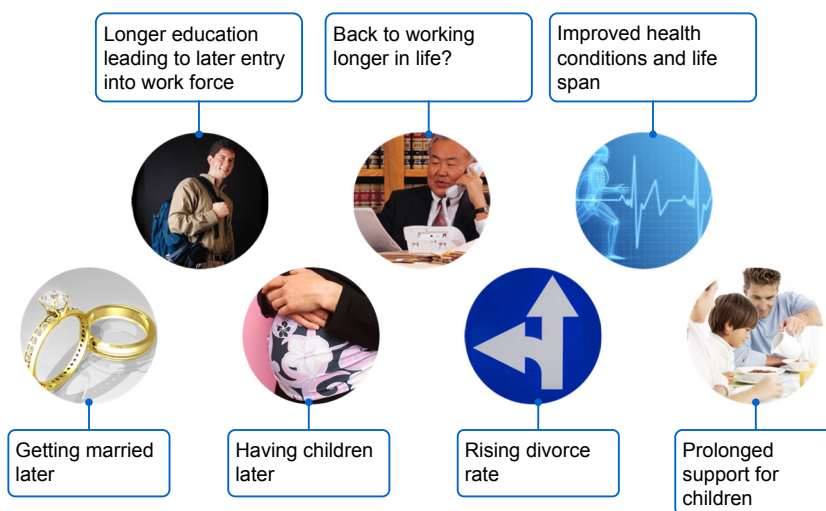 Longer education
leading to later entry
into work force
Back to working
longer in life?
Improved health
conditions and life
span
Getting married
later
Having children
later
Rising divorce
rate
Prolonged
support for
children